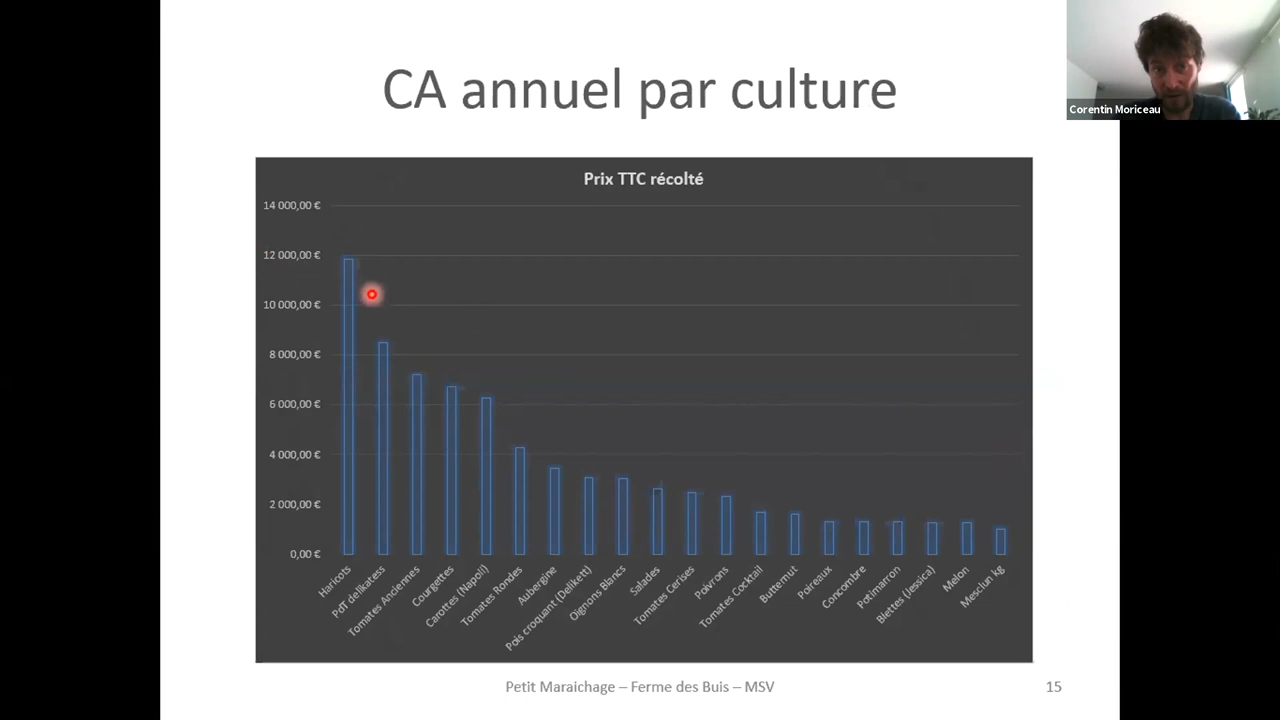 CA annuel par culture
Corentin Moriceau
Prix TTC récolté
14 000,00 €
12 000,00 €
10 000,00 €
8 000,00 €
6 000,00 €
4 000,00 €
2 000,00 €
0,00 €
Haricots
PdT delikatess
Tomates Anciennes
Courgettes
Carottes (Napoli)
Tomates Rondes
Aubergine
Pois croquant (Delikett)
Oignons Blancs
Salades
Tomates Cerises
Poivrons
Tomates Cocktail
Butternut
Poireaux
Concombre
Potimarron
Blettes (Jessica)
Melon
Mesclun kg
Petit Maraichage – Ferme des Buis – MSV
15